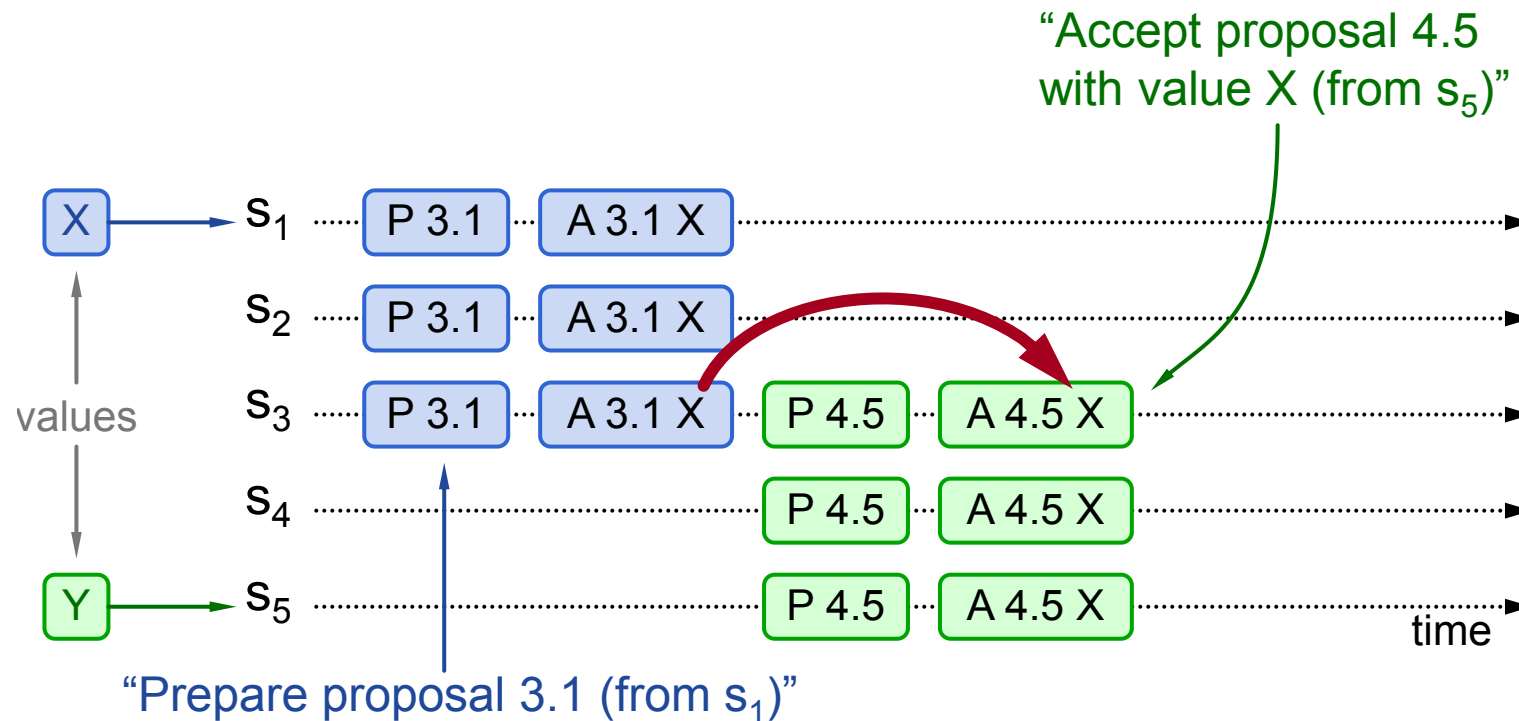 “Accept proposal 4.5
with value X (from s₅)”
X s₁ P 3.1 A 3.1 X
s₂ P 3.1 A 3.1 X
values s₃ P 3.1 A 3.1 X P 4.5 A 4.5 X
s₄ P 4.5 A 4.5 X
Y s₅ P 4.5 A 4.5 X
time
“Prepare proposal 3.1 (from s₁)”